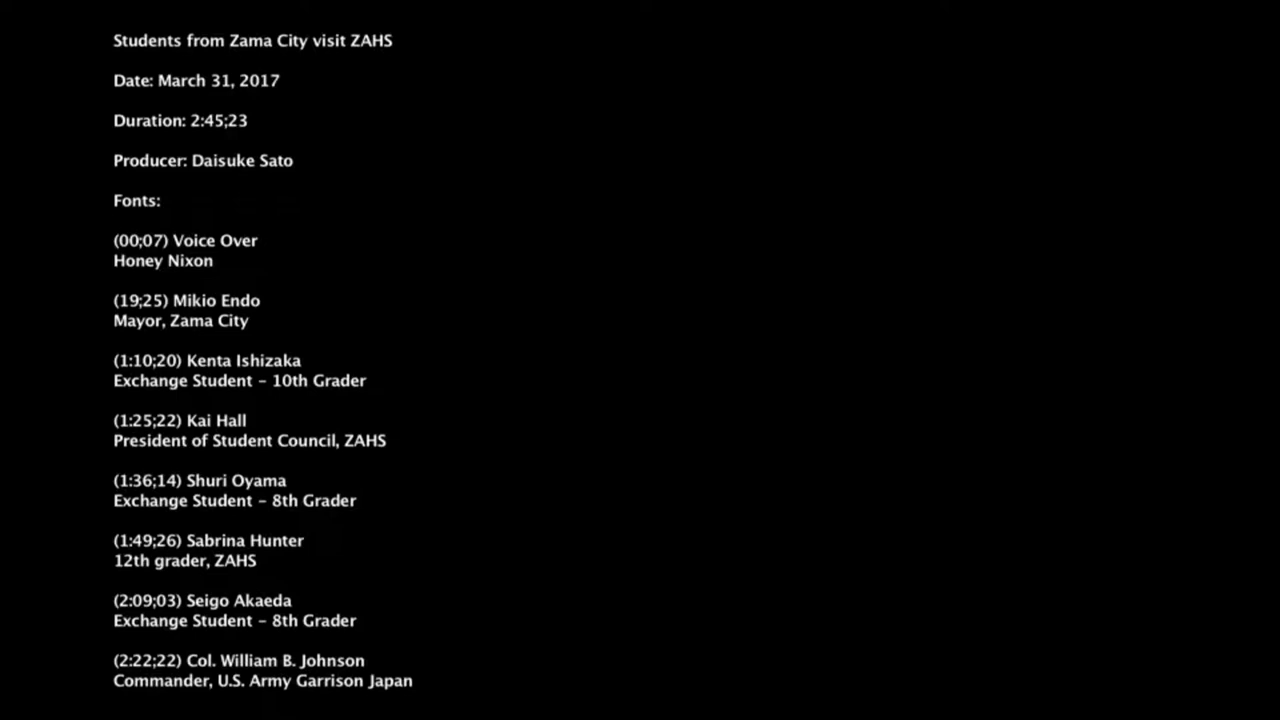 Students from Zama City visit ZAHS
Date: March 31, 2017
Duration: 2:45;23
Producer: Daisuke Sato
Fonts:
(00;07) Voice Over
Honey Nixon
(19;25) Mikio Endo
Mayor, Zama City
(1:10;20) Kenta Ishizaka
Exchange Student – 10th Grader
(1:25;22) Kai Hall
President of Student Council, ZAHS
(1:36;14) Shuri Oyama
Exchange Student – 8th Grader
(1:49;26) Sabrina Hunter
12th grader, ZAHS
(2:09;03) Seigo Akaeda
Exchange Student – 8th Grader
(2:22;22) Col. William B. Johnson
Commander, U.S. Army Garrison Japan